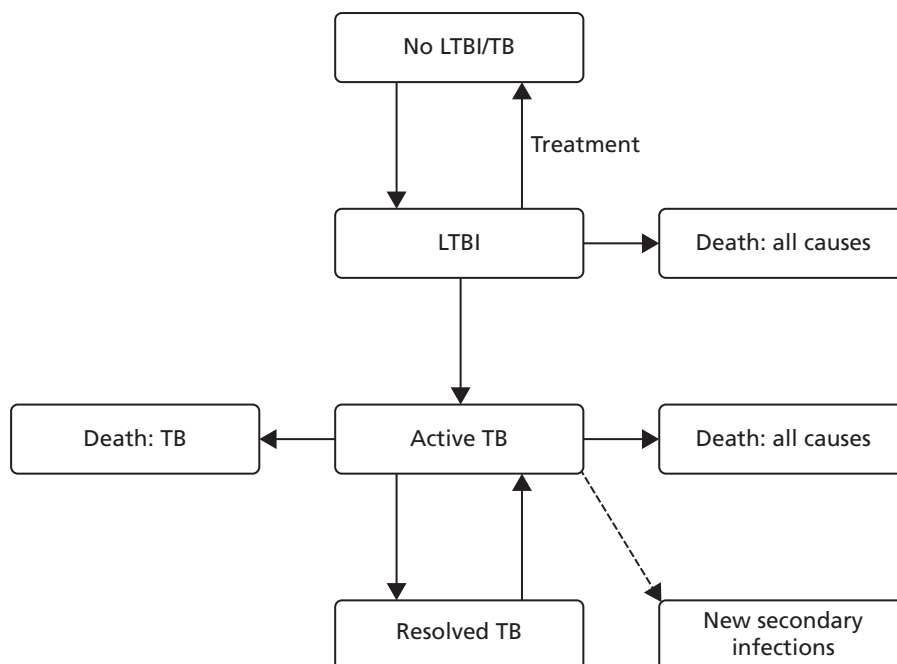 No LTBI/TB
Treatment
LTBI
Death: all causes
Death: TB
Active TB
Death: all causes
Resolved TB
New secondary
infections